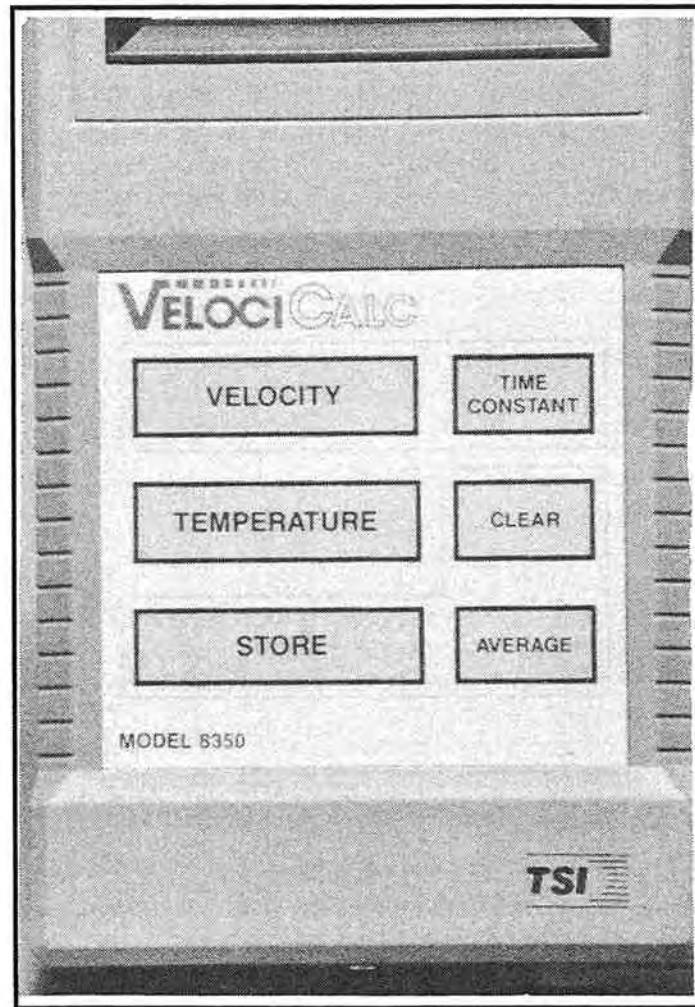 VELOCICALC
VELOCITY
TIME
CONSTANT
TEMPERATURE
CLEAR
STORE
AVERAGE
MODEL 8350
TSI